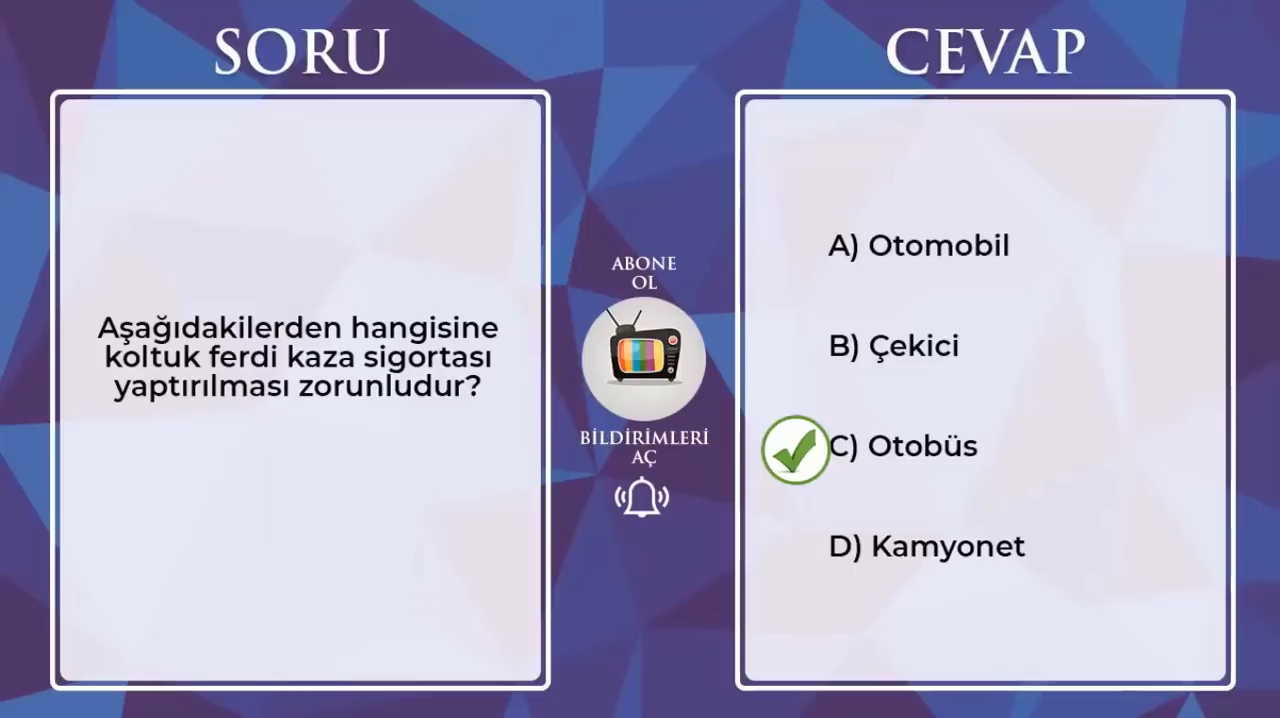 SORU
Aşağıdakilerden hangisine
koltuk ferdi kaza sigortası
yaptırılması zorunludur?
ABONE
OL
BİLDİRİMLERİ
AÇ
CEVAP
A) Otomobil
B) Çekici
C) Otobüs
D) Kamyonet